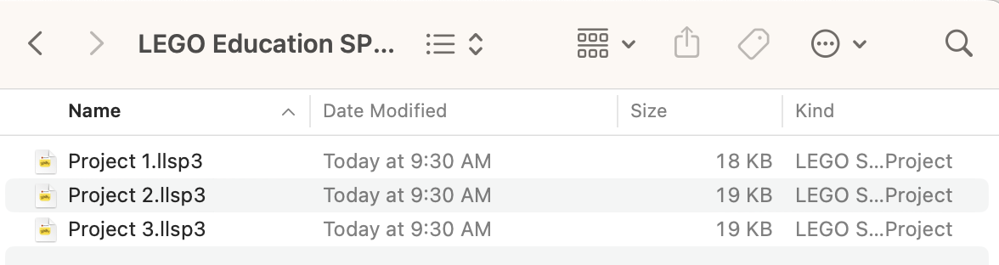 LEGO Education SP...
Name Date Modified Size Kind
Project 1.llsp3 Today at 9:30 AM 18 KB LEGO S...Project
Project 2.llsp3 Today at 9:30 AM 19 KB LEGO S...Project
Project 3.llsp3 Today at 9:30 AM 19 KB LEGO S...Project